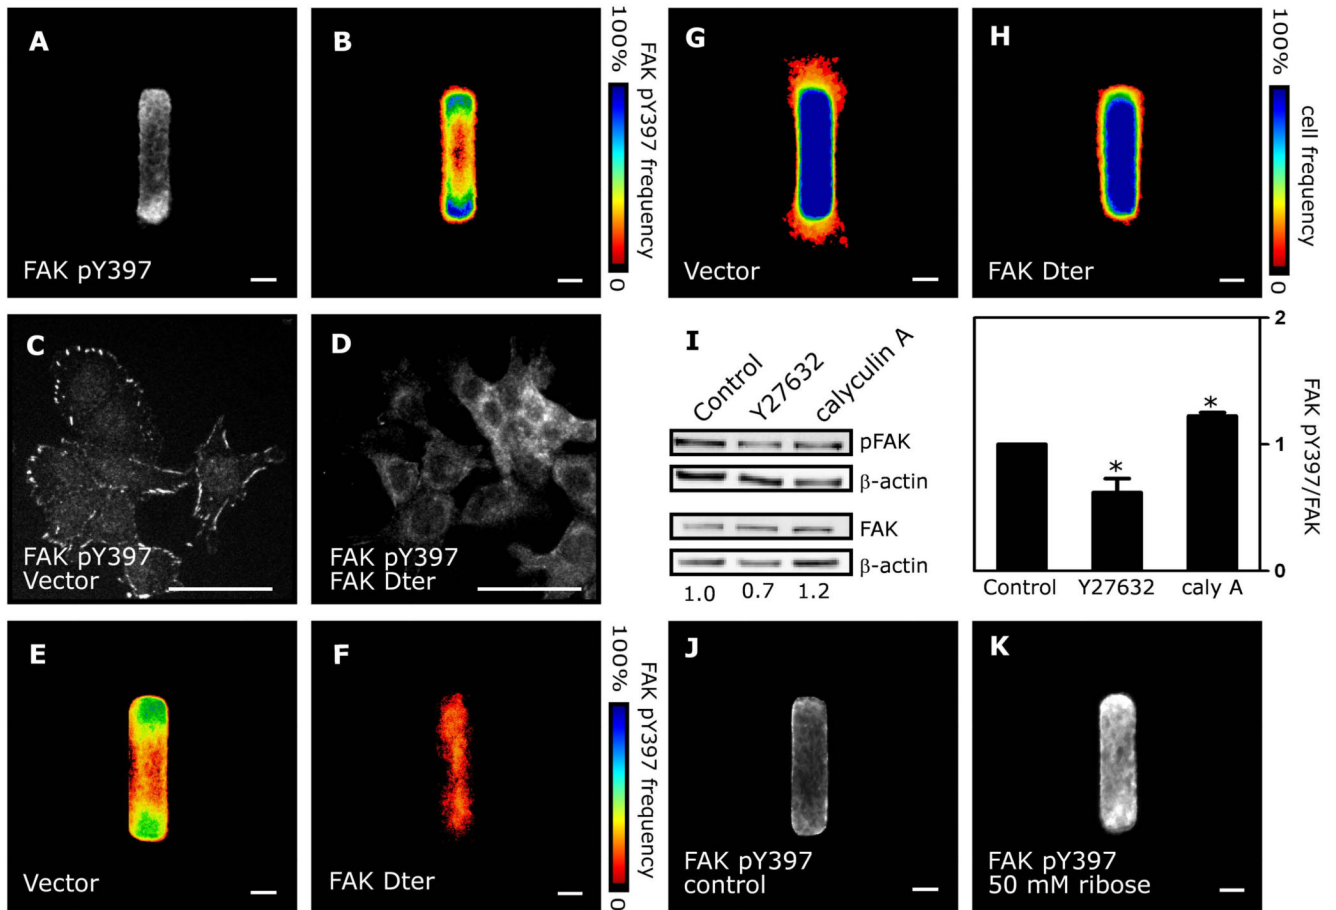 A
FAK pY397
B
100%
FAK pY397 frequency
0
G
Vector
H
FAK Dter
100%
cell frequency
0
C
FAK pY397
Vector
D
FAK pY397
FAK Dter
I
Control
Y27632
calyculin A
pFAK
β-actin
FAK
β-actin
1.0 0.7 1.2
2
1
0
FAK pY397/FAK
*
*
Control Y27632 caly A
E
Vector
F
FAK Dter
100%
FAK pY397 frequency
0
J
FAK pY397
control
K
FAK pY397
50 mM ribose